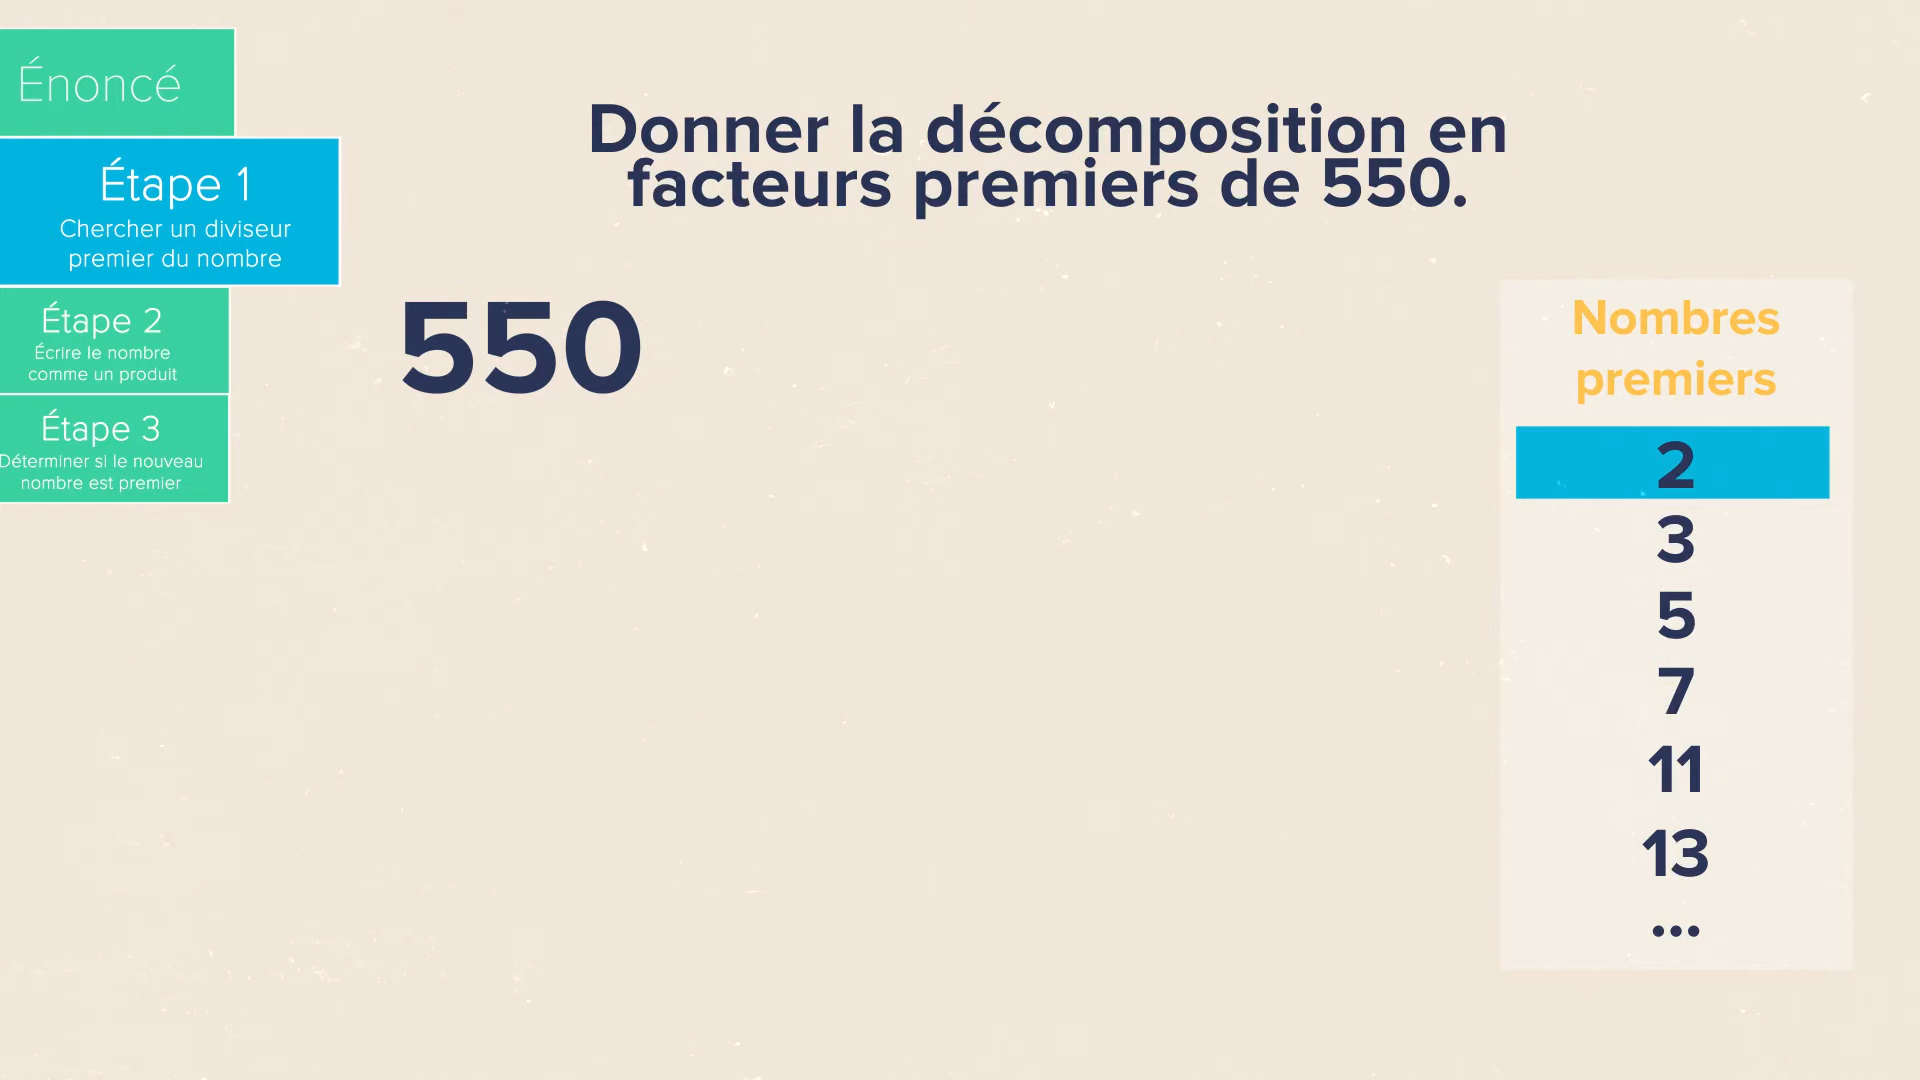 Énoncé
Étape 1
Chercher un diviseur
premier du nombre
Étape 2
Écrire le nombre
comme un produit
Étape 3
Déterminer si le nouveau
nombre est premier
Donner la décomposition en
facteurs premiers de 550.
550
Nombres
premiers
2
3
5
7
11
13
...